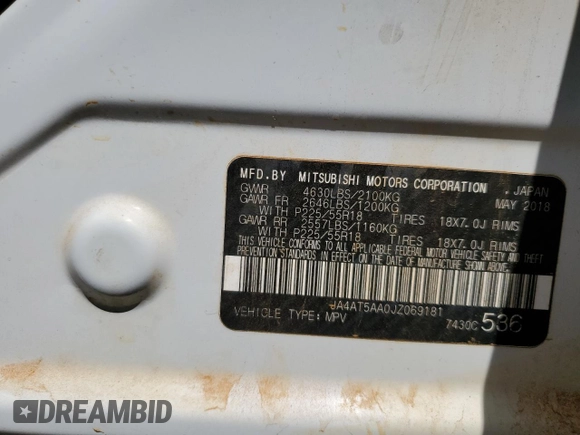 MFD.BY MITSUBISHI MOTORS CORPORATION , JAPAN
GVWR 4630LBS/2100KG MAY 2018
GAWR FR 2646LBS/1200KG
WITH P225/55R18 TIRES 18X7.0J RIMS
GAWR RR 2557LBS/1160KG
WITH P225/55R18 TIRES 18X7.0J RIMS
THIS VEHICLE CONFORMS TO ALL APPLICABLE FEDERAL MOTOR VEHICLE SAFETY AND THEFT
PREVENTION STANDARDS IN EFFECT ON THE DATE OF MANUFACTURE SHOWN ABOVE.
JA4AT5AA0JZ069181
VEHICLE TYPE: MPV 7430C 536
DREAMBID